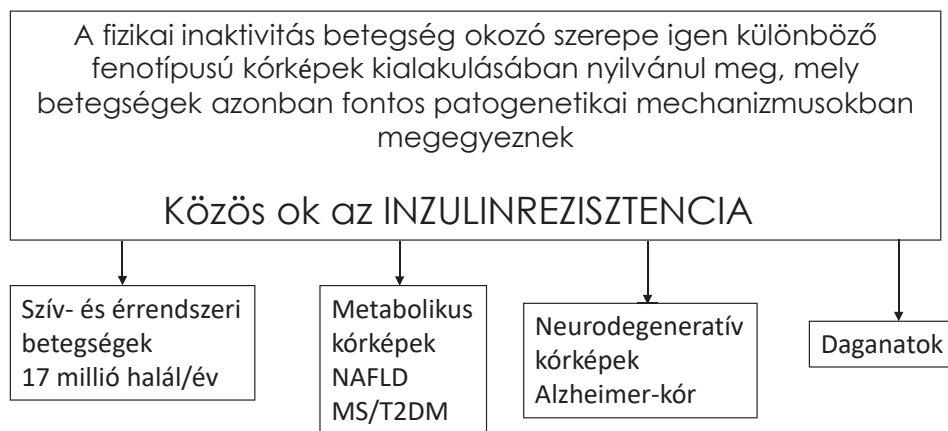 A fizikai inaktivitás betegség okozó szerepe igen különböző
fenotípusú kórképek kialakulásában nyilvánul meg, mely
betegségek azonban fontos patogenetikai mechanizmusokban
megegyeznek
Közös ok az INZULINREZISZTENCIA
Szív- és érrendszeri
betegségek
17 millió halál/év
Metabolikus
kórképek
NAFLD
MS/T2DM
Neurodegeneratív
kórképek
Alzheimer-kór
Daganatok